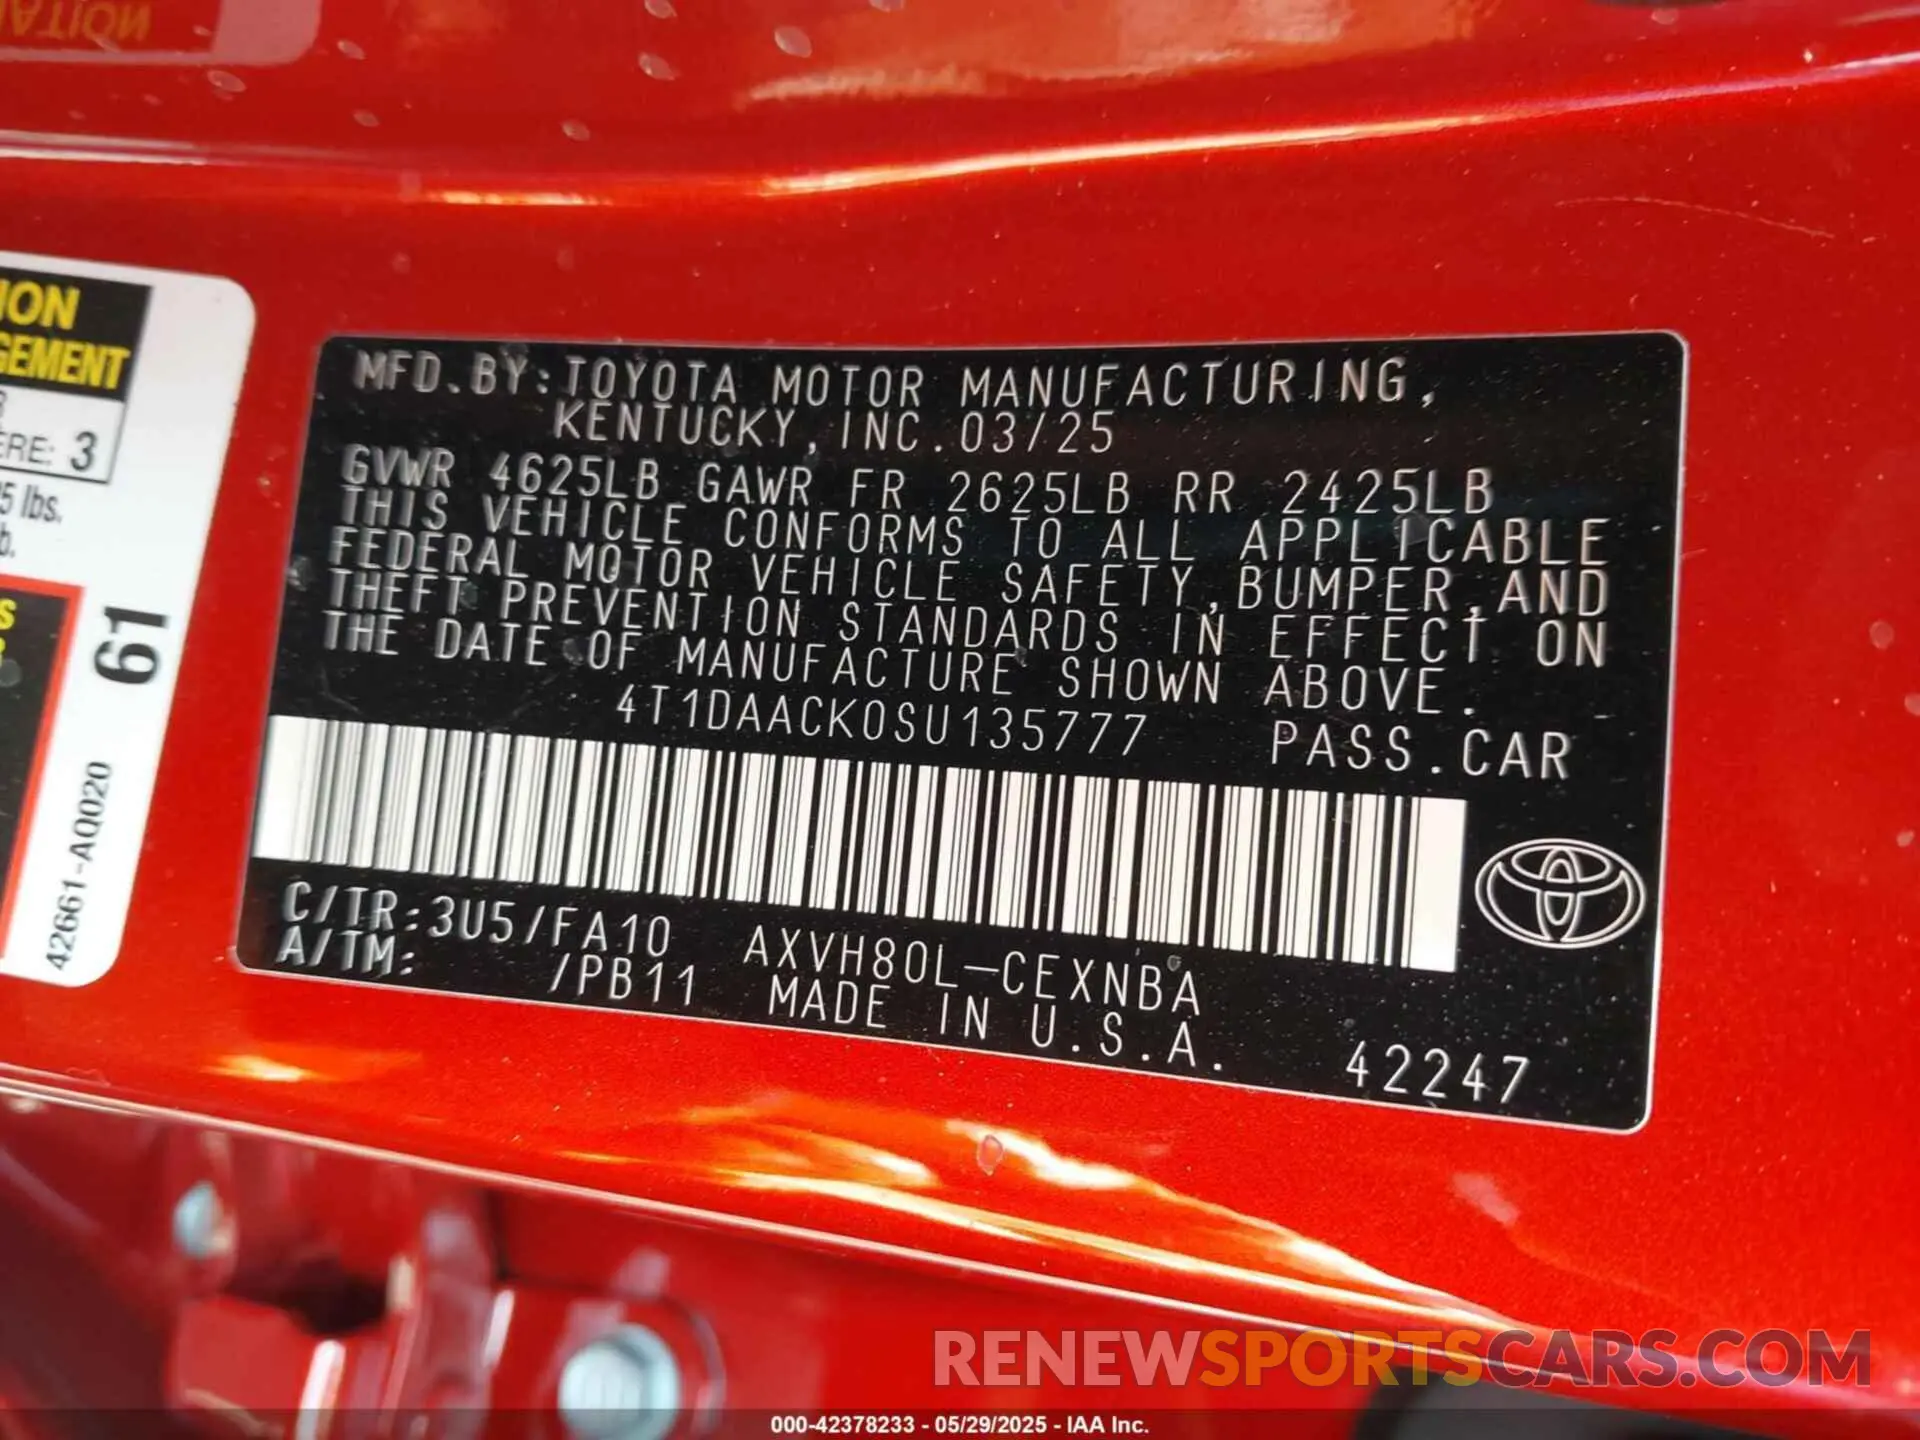 ATION
ION
GEMENT
ERE: 3
5 lbs.
b.
61
42661-AQ020
MFD.BY:TOYOTA MOTOR MANUFACTURING,
KENTUCKY,INC.03/25
GVWR 4625LB GAWR FR 2625LB RR 2425LB
THIS VEHICLE CONFORMS TO ALL APPLICABLE
FEDERAL MOTOR VEHICLE SAFETY,BUMPER,AND
THEFT PREVENTION STANDARDS IN EFFECT ON
THE DATE OF MANUFACTURE SHOWN ABOVE.
4T1DAACK0SU135777 PASS.CAR
C/TR:3U5/FA10 AXVH80L-CEXNBA
A/TM: /PB11 MADE IN U.S.A. 42247
RENEWSPORTSCARS.COM
000-42378233 - 05/29/2025 - IAA Inc.